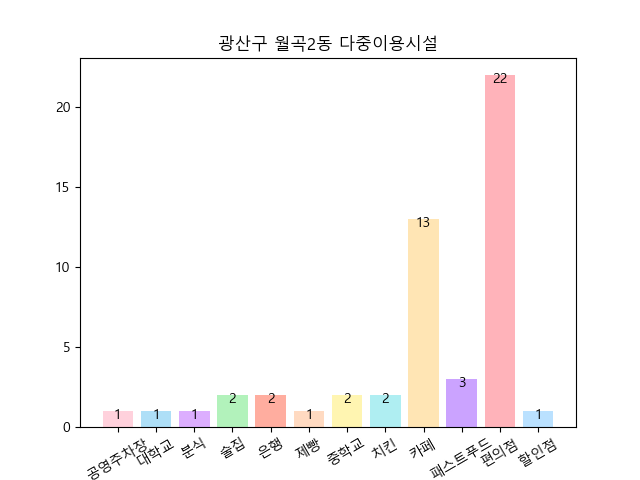 광산구 월곡2동 다중이용시설
20
15
10
5
0
1
1
1
2
2
1
2
2
13
3
22
1
공영주차장
대학교
분식
술집
은행
제빵
중학교
치킨
카페
패스트푸드
편의점
할인점